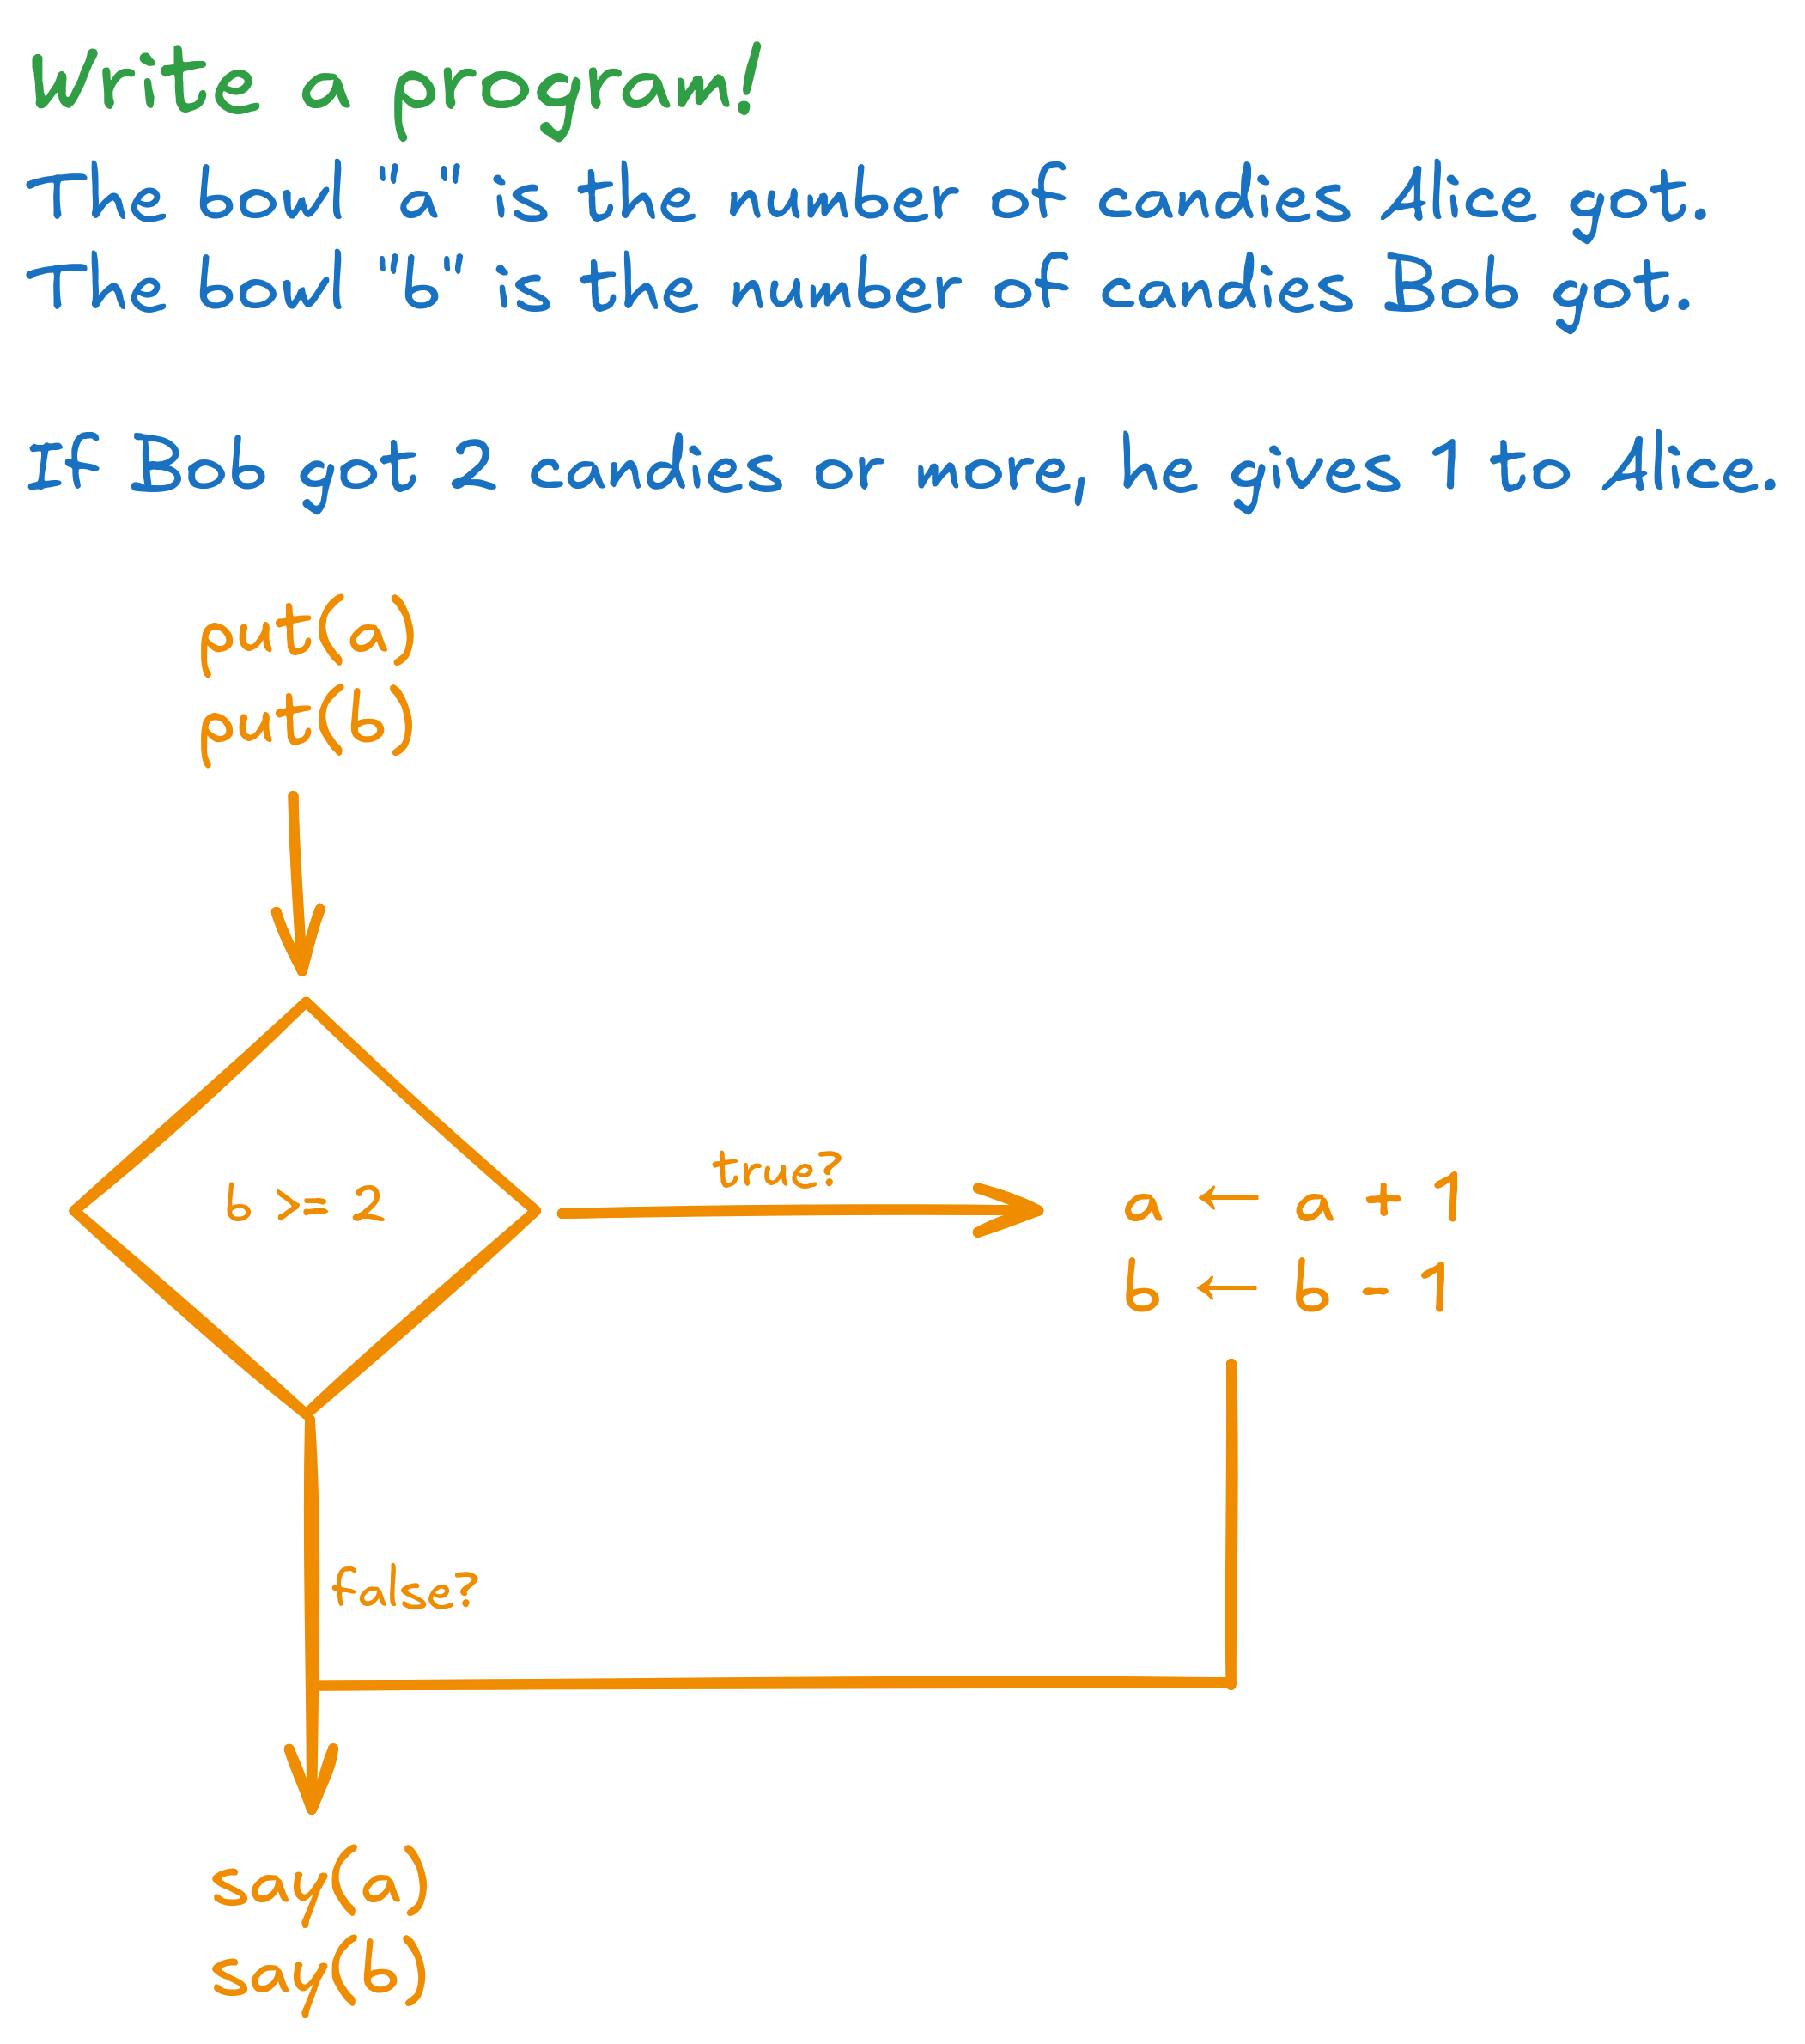 Write a program!
The bowl "a" is the number of candies Alice got.
The bowl "b" is the number of candies Bob got.
If Bob got 2 candies or more, he gives 1 to Alice.
put(a)
put(b)
b >= 2
true?
a ← a + 1
b ← b - 1
false?
say(a)
say(b)